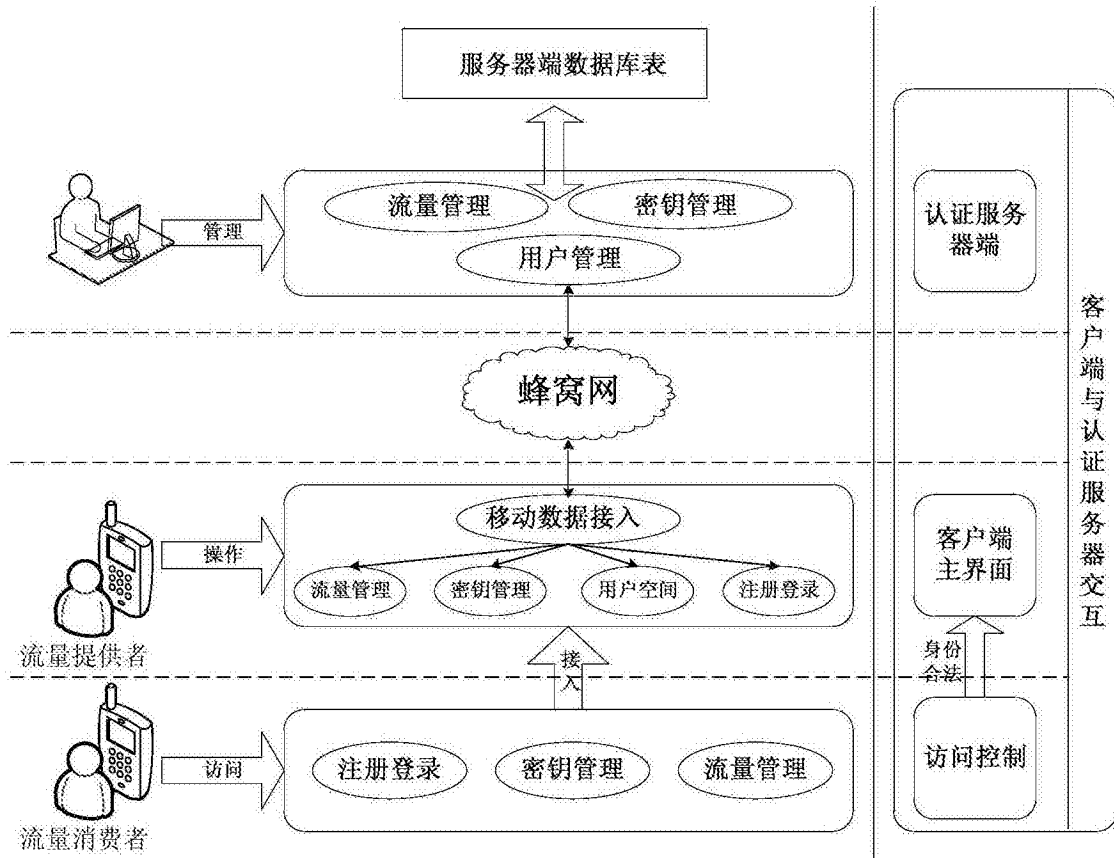 服务器端数据库表
管理
流量管理
密钥管理
用户管理
认证服务
器端
蜂窝网
操作
移动数据接入
流量管理
密钥管理
用户空间
注册登录
客户端
主界面
流量提供者
接
入
身份
合法
访问
注册登录
密钥管理
流量管理
访问控制
流量消费者
客户端与认证服务器交互